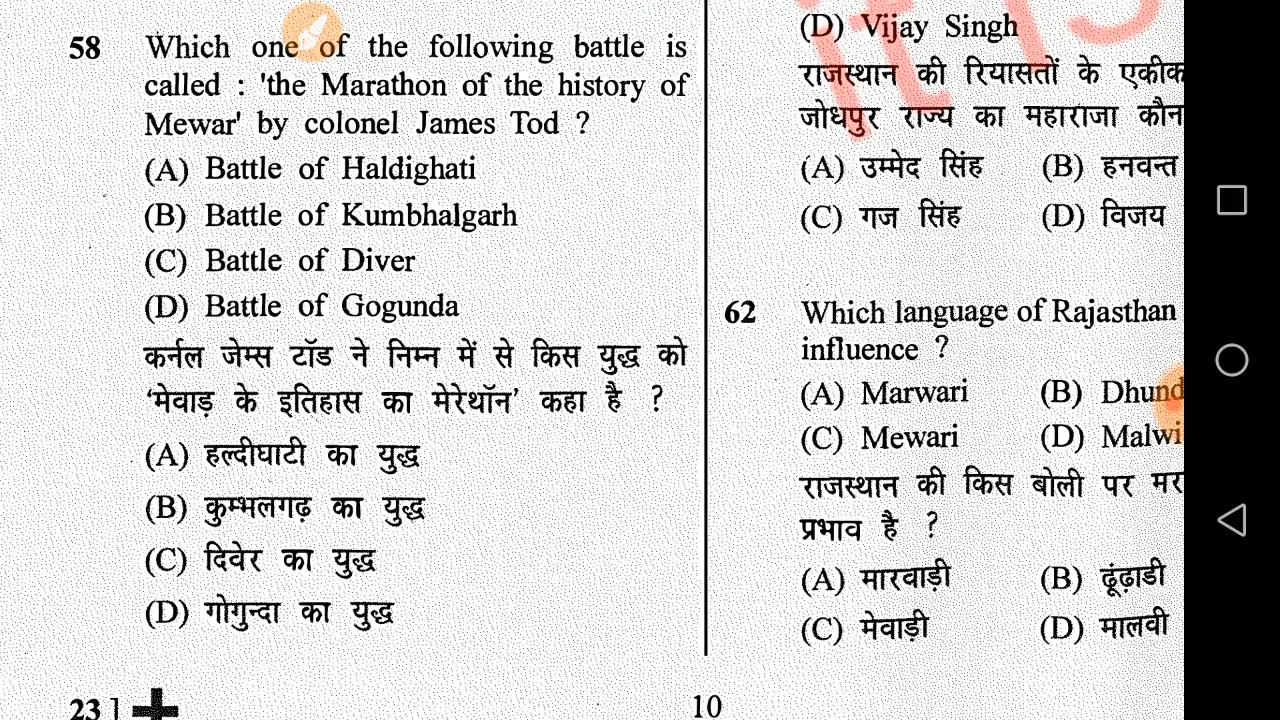 58 Which one of the following battle is
called : 'the Marathon of the history of
Mewar' by colonel James Tod ?
(A) Battle of Haldighati
(B) Battle of Kumbhalgarh
(C) Battle of Diver
(D) Battle of Gogunda
कर्नल जेम्स टॉड ने निम्न में से किस युद्ध को
'मेवाड़ के इतिहास का मेरेथॉन' कहा है ?
(A) हल्दीघाटी का युद्ध
(B) कुम्भलगढ़ का युद्ध
(C) दिवेर का युद्ध
(D) गोगुन्दा का युद्ध
(D) Vijay Singh
राजस्थान की रियासतों के एकीक
जोधपुर राज्य का महाराजा कौन
(A) उम्मेद सिंह (B) हनवन्त
(C) गज सिंह (D) विजय
62 Which language of Rajasthan
influence ?
(A) Marwari (B) Dhund
(C) Mewari (D) Malwi
राजस्थान की किस बोली पर मर
प्रभाव है ?
(A) मारवाड़ी (B) ढूंढ़ाडी
(C) मेवाड़ी (D) मालवी
23 ]
10